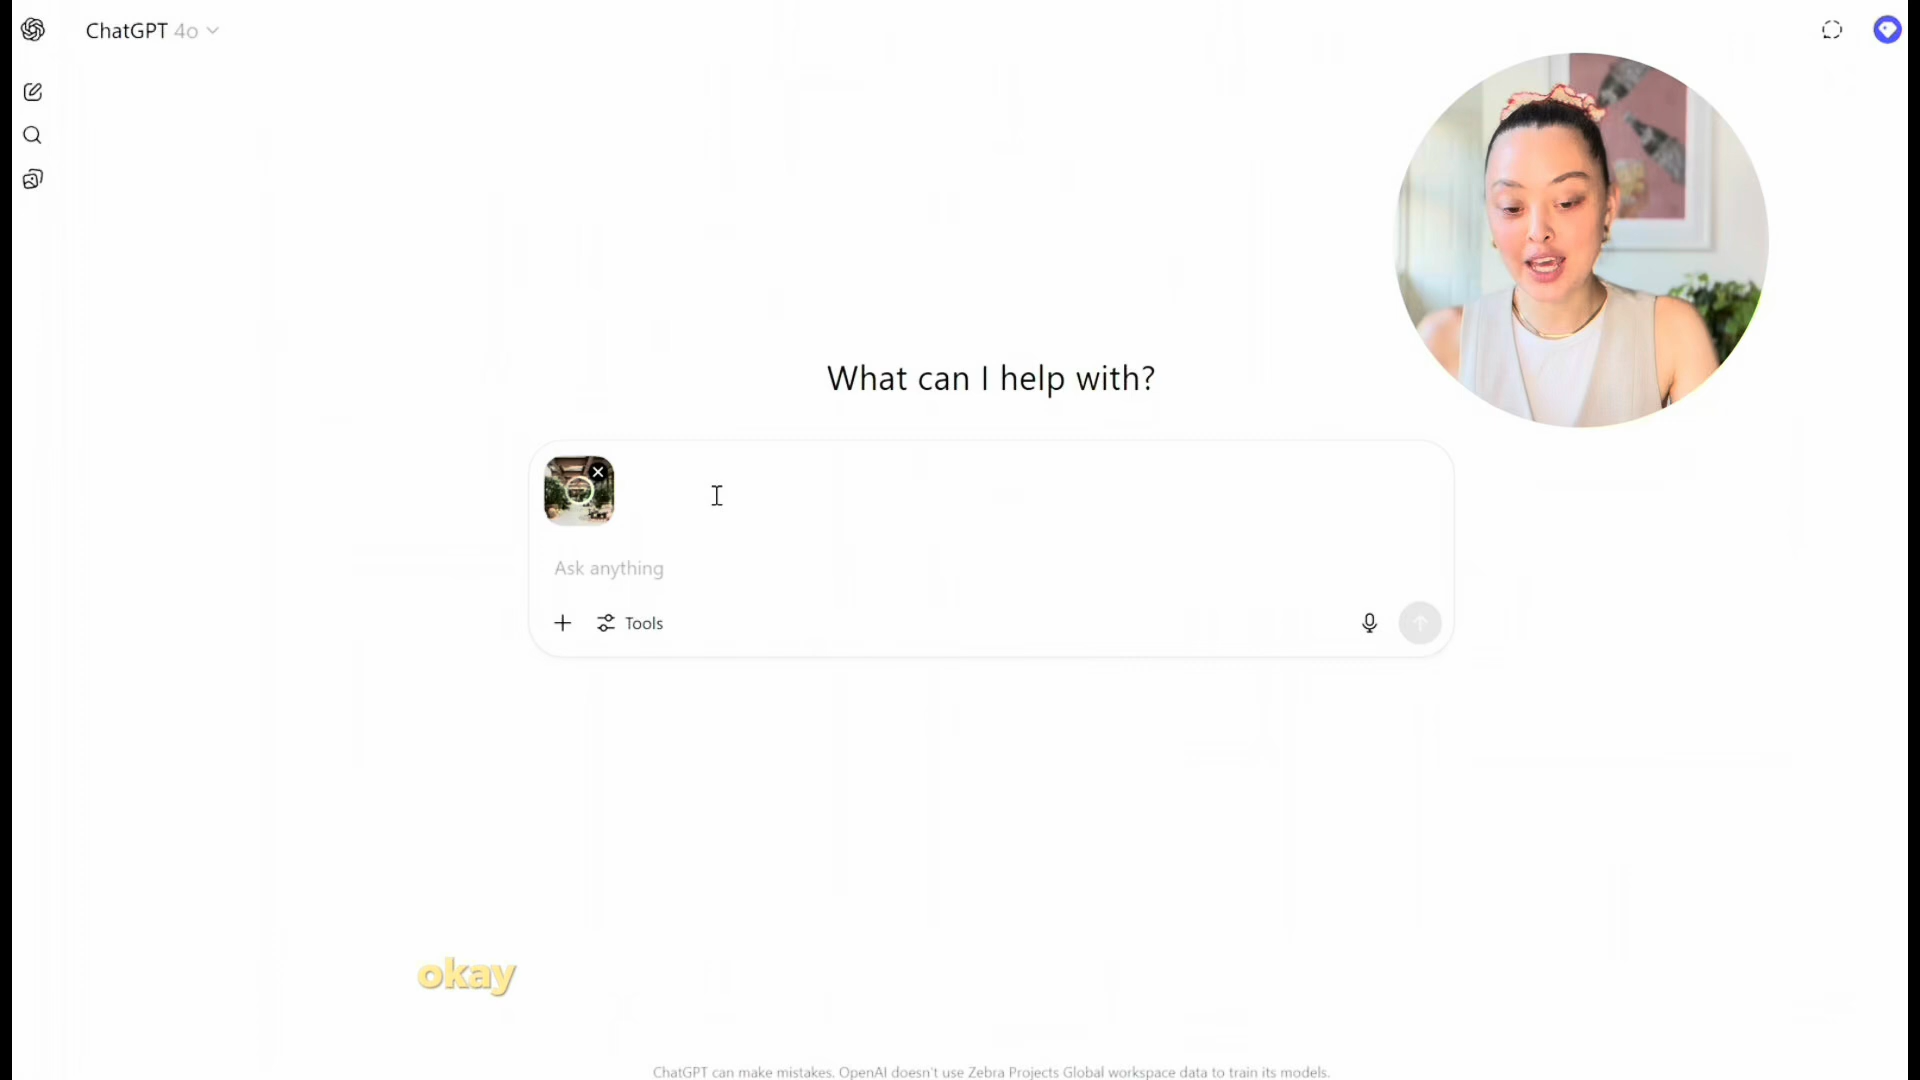 ChatGPT 4o
What can I help with?
Ask anything
Tools
okay
ChatGPT can make mistakes. OpenAI doesn't use Zebra Projects Global workspace data to train its models.